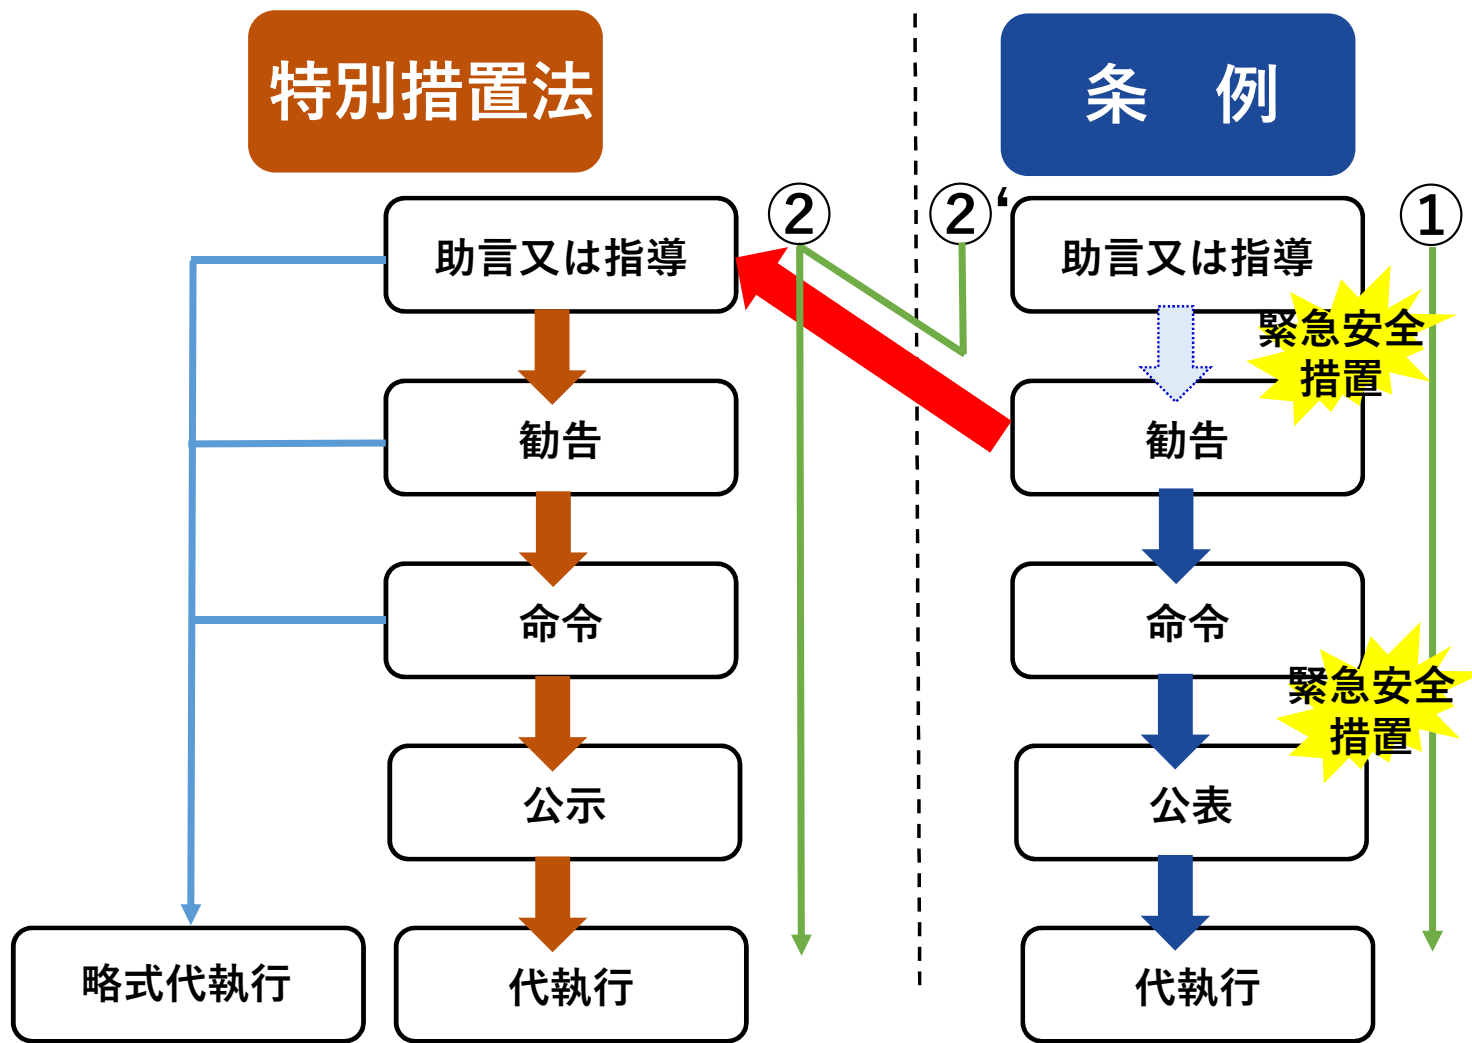 特別措置法
助言又は指導
勧告
命令
公示
代執行
略式代執行
②
②‘
条　例
助言又は指導
緊急安全
措置
勧告
命令
緊急安全
措置
公表
代執行
①